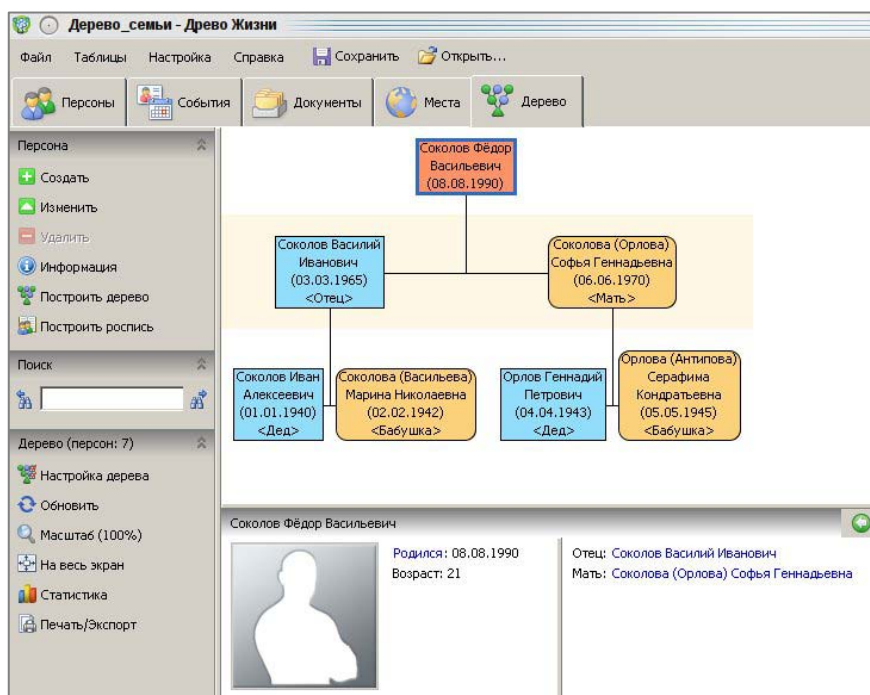 Дерево_семьи - Древо Жизни
Файл Таблицы Настройка Справка Сохранить Открыть...
Персоны События Документы Места Дерево
Персона
Создать
Изменить
Удалить
Информация
Построить дерево
Построить роспись
Поиск
Дерево (персон: 7)
Настройка дерева
Обновить
Масштаб (100%)
На весь экран
Статистика
Печать/Экспорт
Соколов Фёдор
Васильевич
(08.08.1990)
Соколов Василий
Иванович
(03.03.1965)
<Отец>
Соколова (Орлова)
Софья Геннадьевна
(06.06.1970)
<Мать>
Соколов Иван
Алексеевич
(01.01.1940)
<Дед>
Соколова (Васильева)
Марина Николаевна
(02.02.1942)
<Бабушка>
Орлов Геннадий
Петрович
(04.04.1943)
<Дед>
Орлова (Антипова)
Серафима
Кондратьевна
(05.05.1945)
<Бабушка>
Соколов Фёдор Васильевич
Родился: 08.08.1990
Возраст: 21
Отец: Соколов Василий Иванович
Мать: Соколова (Орлова) Софья Геннадьевна